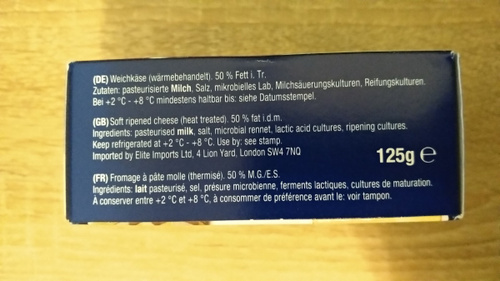 (DE) Weichkäse (wärmebehandelt). 50 % Fett i. Tr.
Zutaten: pasteurisierte Milch, Salz, mikrobielles Lab, Milchsäuerungskulturen, Reifungskulturen.
Bei +2 °C - +8 °C mindestens haltbar bis: siehe Datumsstempel.
(GB) Soft ripened cheese (heat treated). 50 % fat i.d.m.
Ingredients: pasteurised milk, salt, microbial rennet, lactic acid cultures, ripening cultures.
Keep refrigerated at +2 °C - +8 °C. Use by: see stamp.
Imported by Elite Imports Ltd, 4 Lion Yard, London SW4 7NQ
125g ℮
(FR) Fromage à pâte molle (thermisé). 50 % M.G./E.S.
Ingrédients: lait pasteurisé, sel, présure microbienne, ferments lactiques, cultures de maturation.
A conserver entre +2 °C et +8 °C, à consommer de préférence avant le: voir tampon.